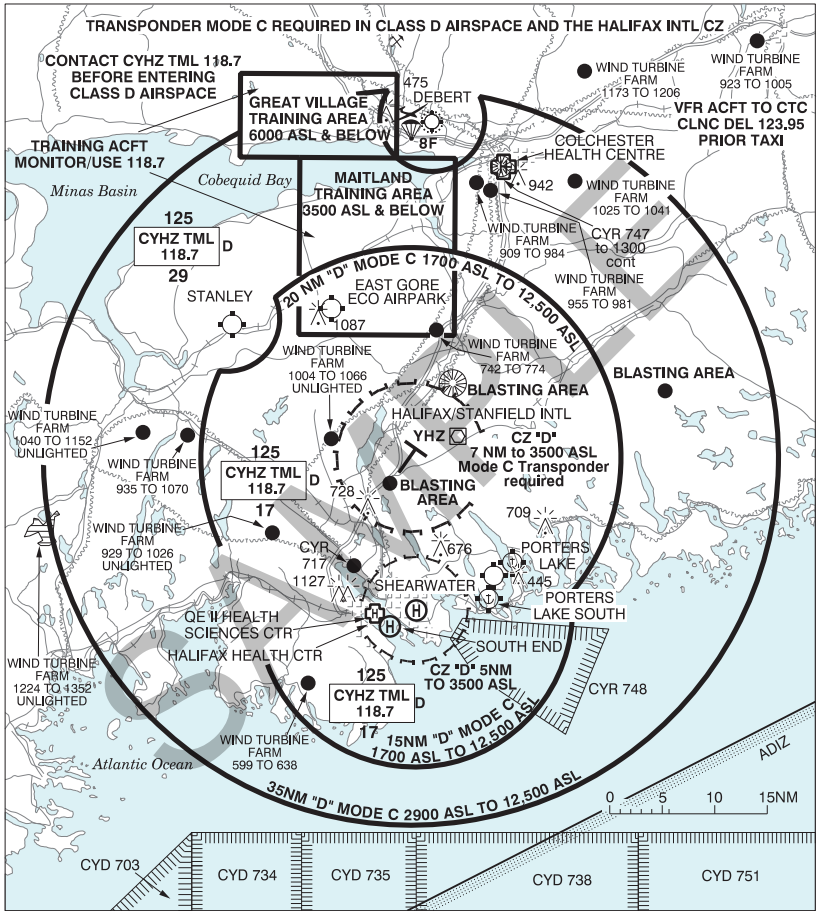 TRANSPONDER MODE C REQUIRED IN CLASS D AIRSPACE AND THE HALIFAX INTL CZ
CONTACT CYHZ TML 118.7
BEFORE ENTERING
CLASS D AIRSPACE
475
DEBERT
8F
GREAT VILLAGE
TRAINING AREA
6000 ASL & BELOW
WIND TURBINE
FARM
1173 TO 1206
WIND TURBINE
FARM
923 TO 1005
VFR ACFT TO CTC
CLNC DEL 123.95
PRIOR TAXI
TRAINING ACFT
MONITOR/USE 118.7
Minas Basin
Cobequid Bay
MAITLAND
TRAINING AREA
3500 ASL & BELOW
COLCHESTER
HEALTH CENTRE
942
WIND TURBINE
FARM
1025 TO 1041
WIND TURBINE
FARM
909 TO 984
CYR 747
to 1300
cont
WIND TURBINE
FARM
955 TO 981
125
CYHZ TML
118.7
D
29
STANLEY
20 NM "D" MODE C 1700 ASL TO 12,500 ASL
EAST GORE
ECO AIRPARK
1087
WIND TURBINE
FARM
1004 TO 1066
UNLIGHTED
WIND TURBINE
FARM
742 TO 774
BLASTING AREA
BLASTING AREA
HALIFAX/STANFIELD INTL
YHZ
CZ "D"
7 NM to 3500 ASL
Mode C Transponder
required
WIND TURBINE
FARM
1040 TO 1152
UNLIGHTED
WIND TURBINE
FARM
935 TO 1070
125
CYHZ TML
118.7
D
17
BLASTING
AREA
728
709
WIND TURBINE
FARM
929 TO 1026
UNLIGHTED
CYR
717
1127
676
PORTERS
LAKE
445
SHEARWATER
PORTERS
LAKE SOUTH
QE II HEALTH
SCIENCES CTR
HALIFAX HEALTH CTR
H
H
SOUTH END
WIND TURBINE
FARM
1224 TO 1352
UNLIGHTED
125
CYHZ TML
118.7
D
17
CZ "D" 5NM
TO 3500 ASL
CYR 748
WIND TURBINE
FARM
599 TO 638
15NM "D" MODE C
1700 ASL TO 12,500 ASL
Atlantic Ocean
35NM "D" MODE C 2900 ASL TO 12,500 ASL
ADIZ
0 5 10 15NM
CYD 703
CYD 734
CYD 735
CYD 738
CYD 751
SAMPLE